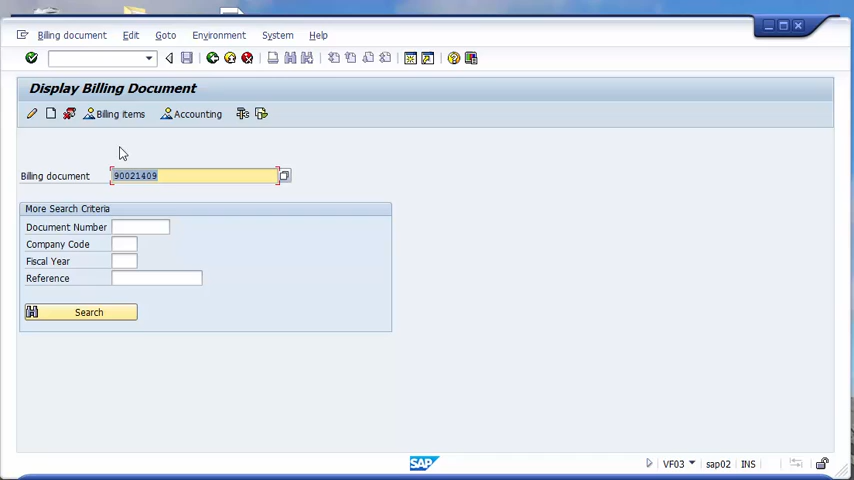 Billing document Edit Goto Environment System Help
Display Billing Document
Billing items Accounting
Billing document 90021409
More Search Criteria
Document Number
Company Code
Fiscal Year
Reference
Search
SAP VF03 sap02 INS